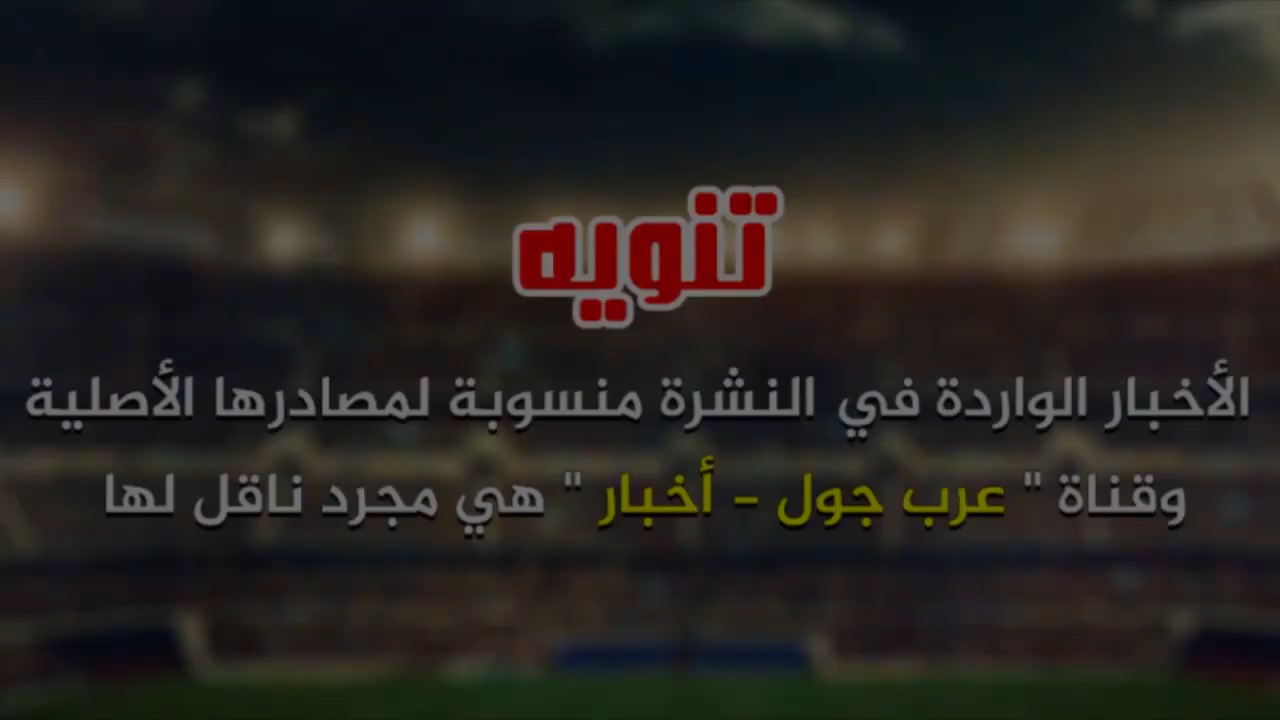 تنويه
الأخبار الواردة في النشرة منسوبة لمصادرها الأصلية
وقناة " عرب جول - أخبار " هي مجرد ناقل لها